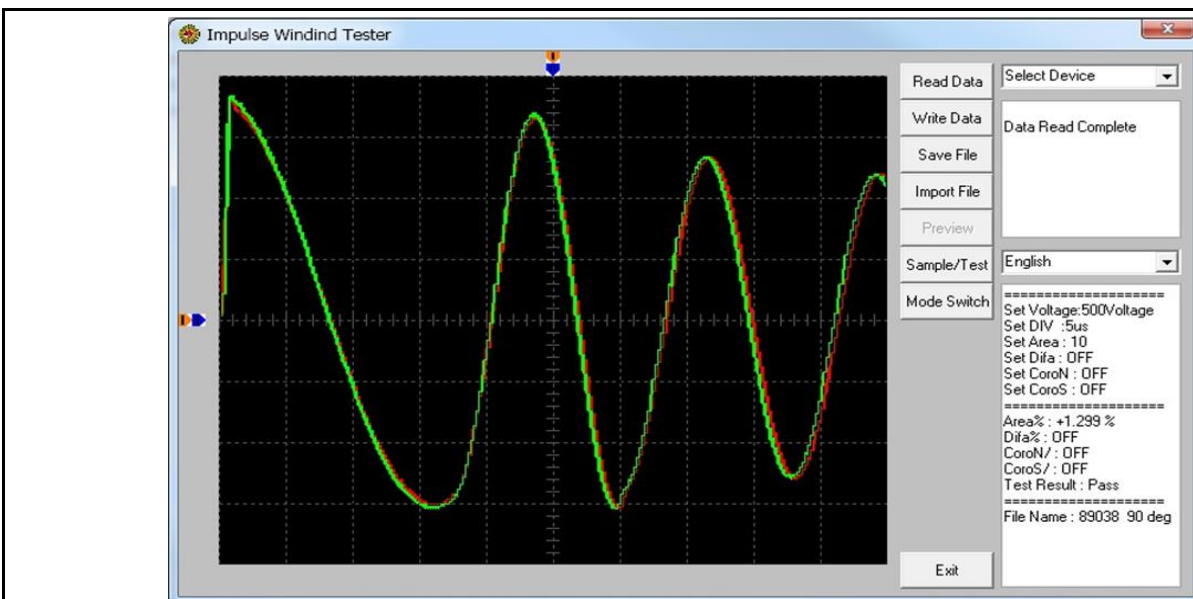 Impulse Windind Tester
Read Data
Write Data
Save File
Import File
Preview
Sample/Test
Mode Switch
Exit
Select Device
Data Read Complete
English
=====================
Set Voltage:500Voltage
Set DIV :5us
Set Area : 10
Set Difa : OFF
Set CoroN : OFF
Set CoroS : OFF
=====================
Area% : +1.299 %
Difa% : OFF
CoroN/ : OFF
CoroS/ : OFF
Test Result : Pass
=====================
File Name : 89038 90 deg